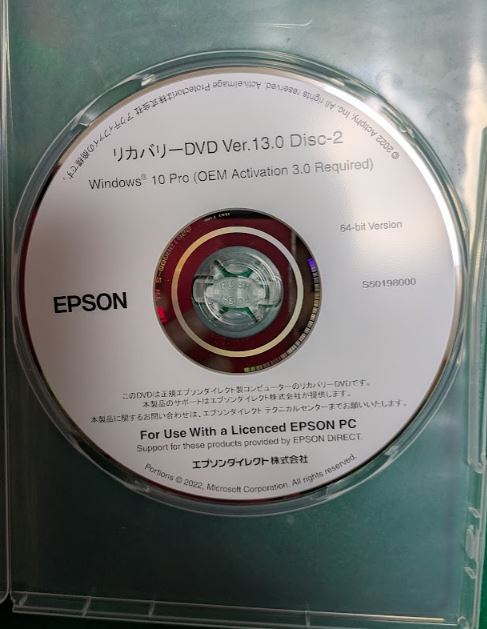 © 2022 Actiphy, Inc. All rights reserved. ActiveImage Protectorは株式会社 アクティファイの商標です。
リカバリーDVD Ver.13.0 Disc-2
Windows® 10 Pro (OEM Activation 3.0 Required)
64-bit Version
S50198000
EPSON
このDVDは正規エプソンダイレクト製コンピューターのリカバリーDVDです。
本製品のサポートはエプソンダイレクト株式会社が提供します。
本製品に関するお問い合わせは、エプソンダイレクト テクニカルセンターまでお願いいたします。
For Use With a Licenced EPSON PC
Support for these products provided by EPSON DIRECT.
エプソンダイレクト株式会社
Portions © 2022, Microsoft Corporation. All rights reserved.